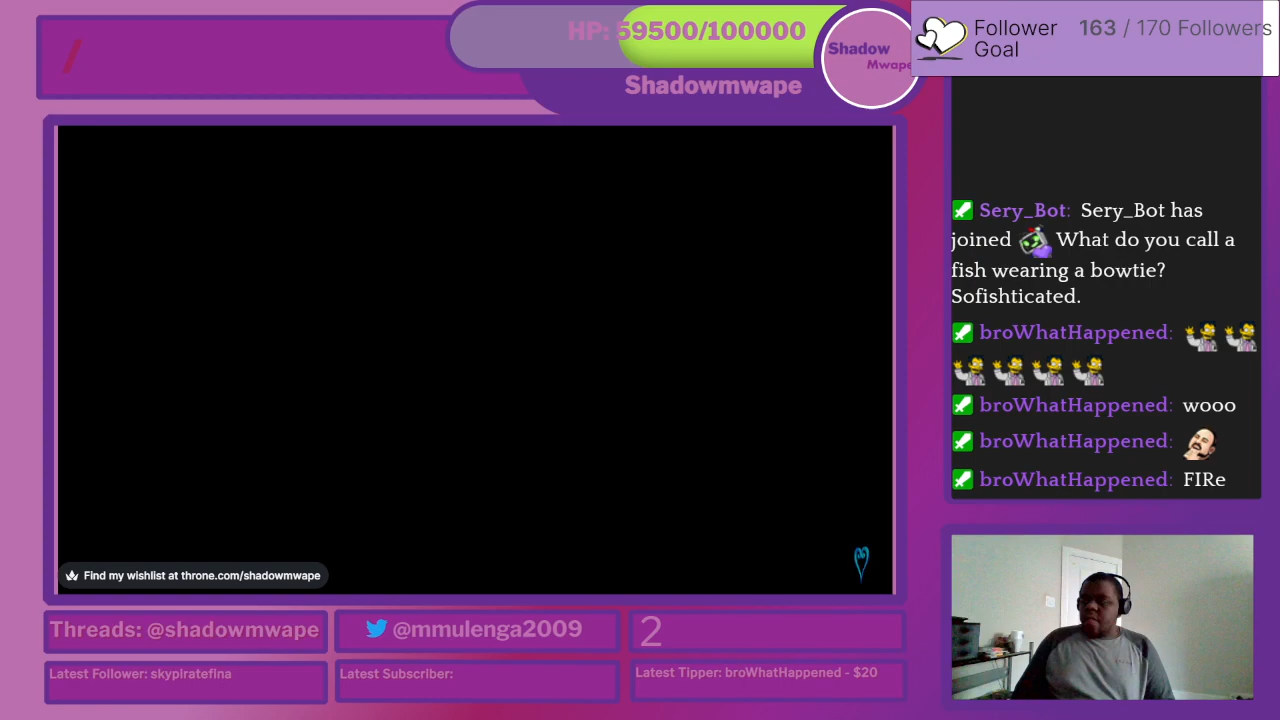 /
HP: 59500/100000
Shadowmwape
Shadow
Mwape
Follower
Goal
163 / 170 Followers
Sery_Bot: Sery_Bot has
joined What do you call a
fish wearing a bowtie?
Sofishticated.
broWhatHappened:
broWhatHappened: wooo
broWhatHappened:
broWhatHappened: FIRe
Find my wishlist at throne.com/shadowmwape
Threads: @shadowmwape
@mmulenga2009
2
Latest Follower: skypiratefina
Latest Subscriber:
Latest Tipper: broWhatHappened - $20